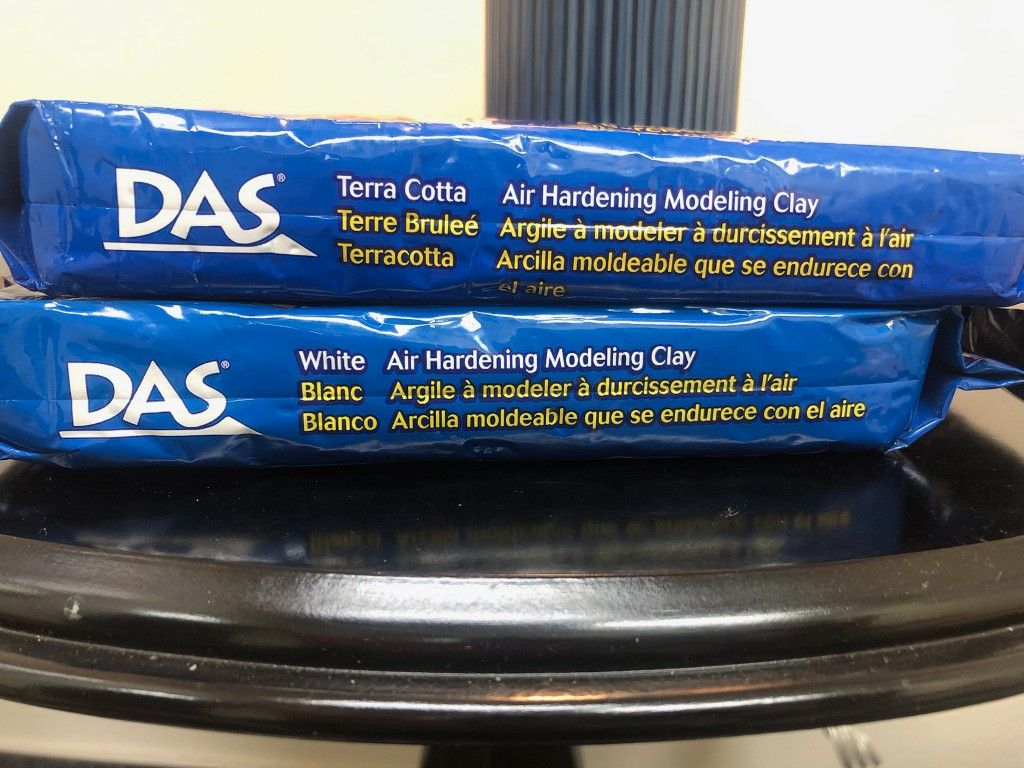 DAS®
Terra Cotta Air Hardening Modeling Clay
Terre Bruleé Argile à modeler à durcissement à l'air
Terracotta Arcilla moldeable que se endurece con
el aire
DAS®
White Air Hardening Modeling Clay
Blanc Argile à modeler à durcissement à l'air
Blanco Arcilla moldeable que se endurece con el aire